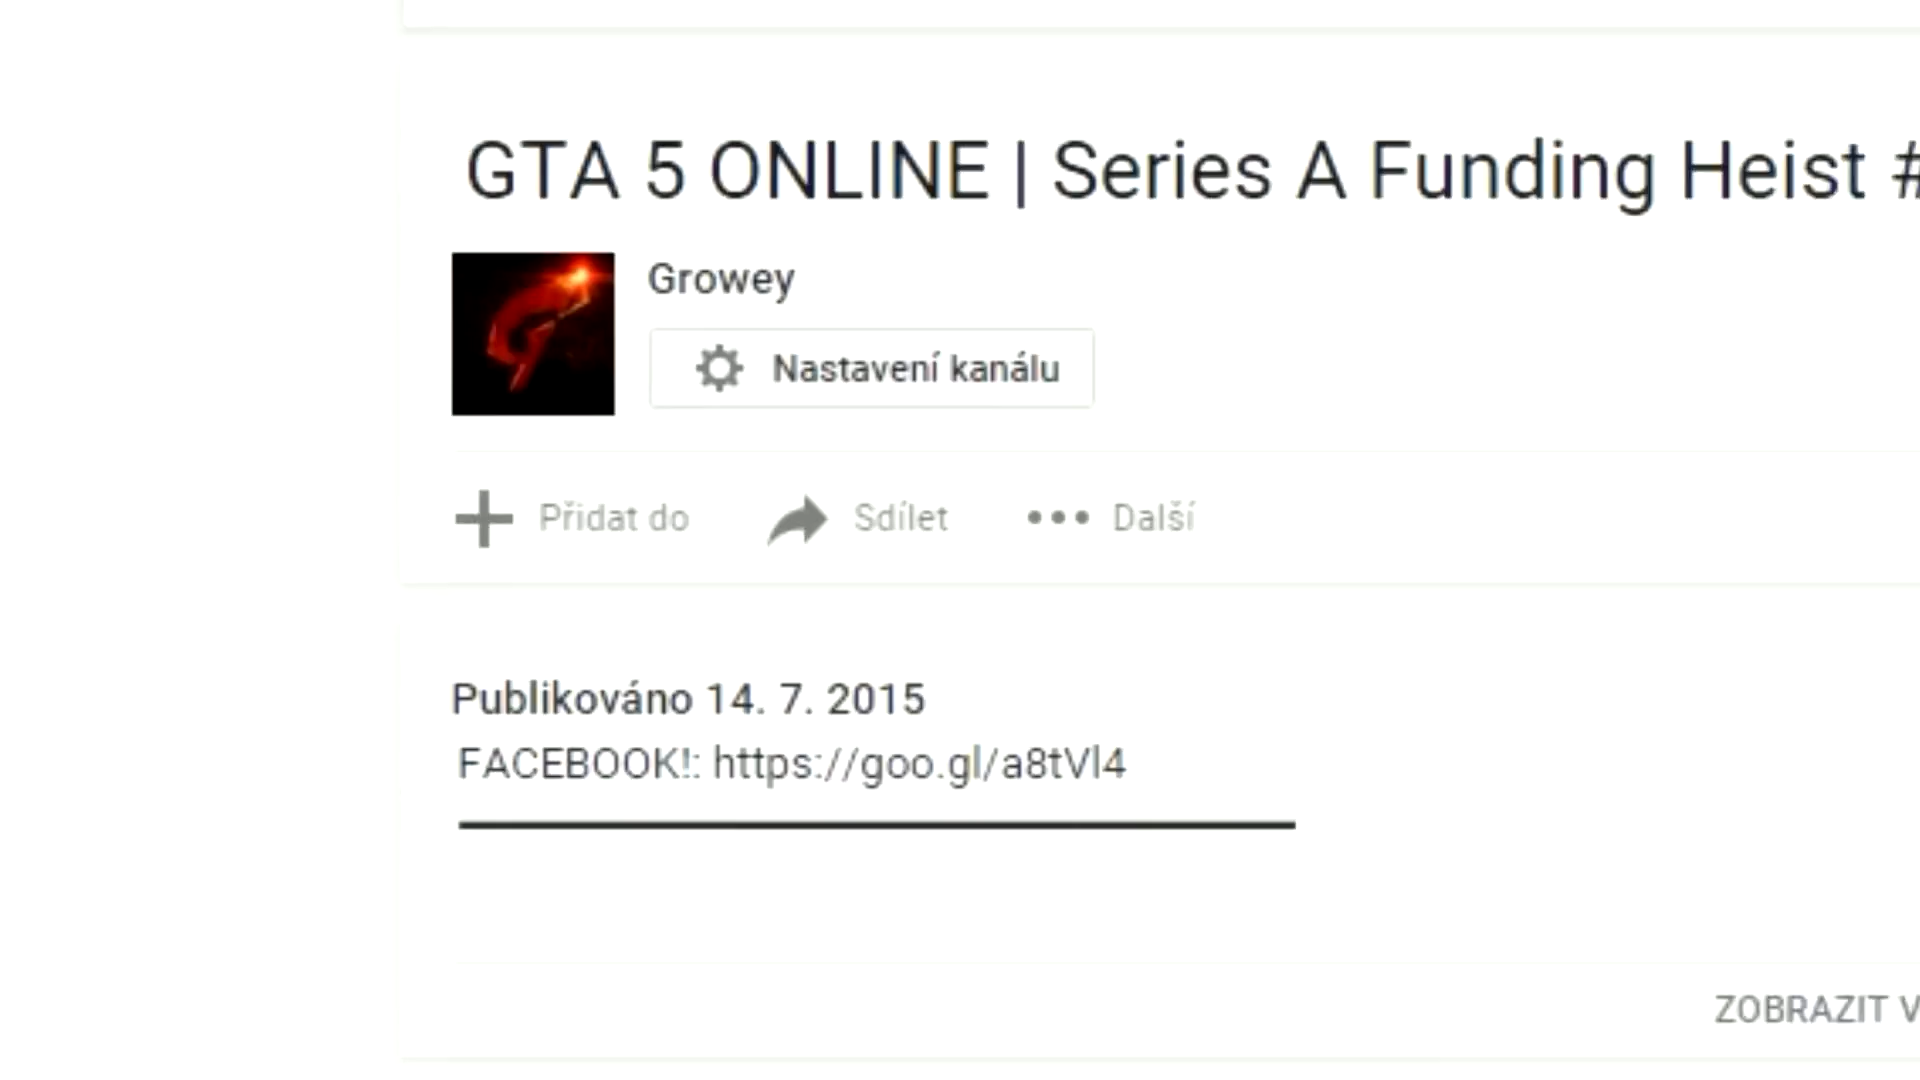 GTA 5 ONLINE | Series A Funding Heist #
Growey
Nastavení kanálu
Přidat do
Sdílet
Další
Publikováno 14. 7. 2015
FACEBOOK!: https://goo.gl/a8tVl4
ZOBRAZIT V